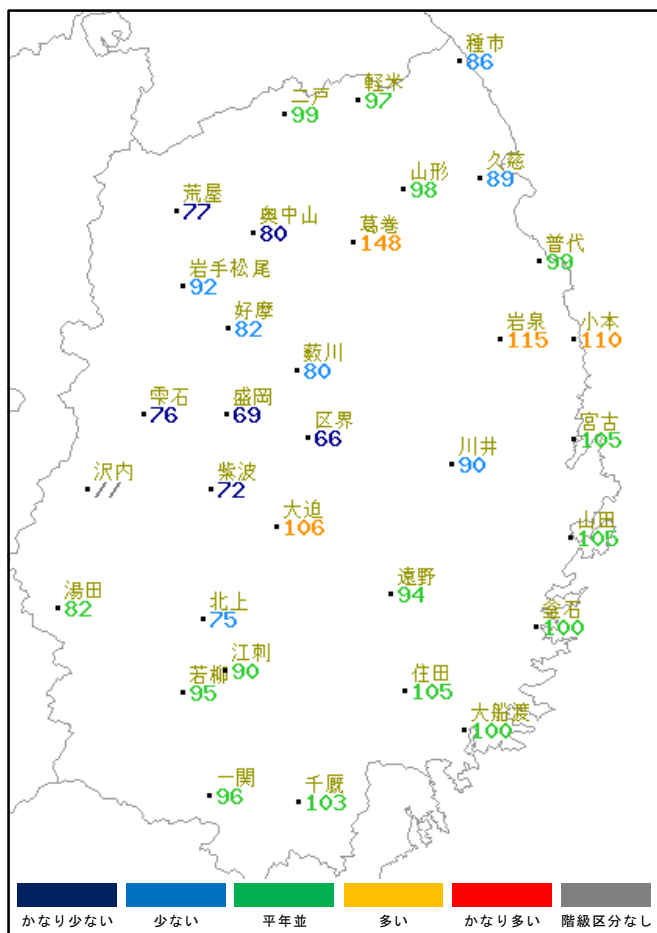 種市
86
軽米
97
二戸
99
久慈
89
山形
98
荒屋
77
奥中山
80
葛巻
148
普代
99
岩手松尾
92
好摩
82
岩泉
115
小本
110
藪川
80
雫石
76
盛岡
69
区界
66
宮古
105
川井
90
沢内
//
紫波
72
大迫
106
山田
105
湯田
82
遠野
94
北上
75
釜石
100
江刺
90
若柳
95
住田
105
大船渡
100
一関
96
千厩
103
かなり少ない 少ない 平年並 多い かなり多い 階級区分なし